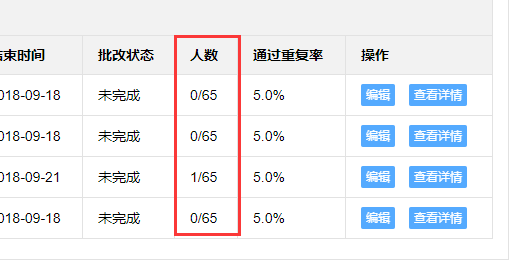 束时间 批改状态 人数 通过重复率 操作
018-09-18 未完成 0/65 5.0% 编辑 查看详情
018-09-18 未完成 0/65 5.0% 编辑 查看详情
018-09-21 未完成 1/65 5.0% 编辑 查看详情
018-09-18 未完成 0/65 5.0% 编辑 查看详情